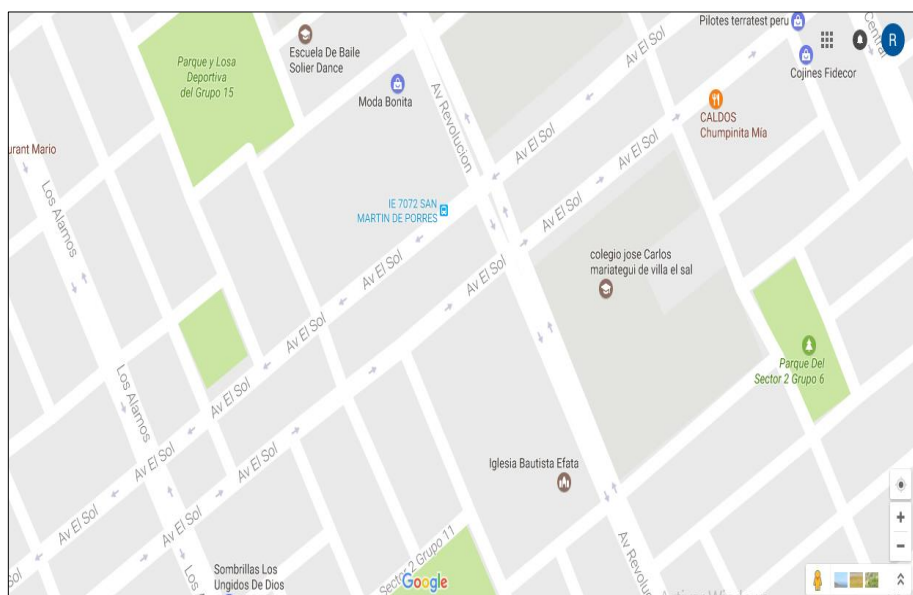 Pilotes terratest peru
Central
R
Escuela De Baile
Solier Dance
Parque y Losa
Deportiva
del Grupo 15
Cojines Fidecor
Av El Sol
Av El Sol
Moda Bonita
Av Revolucion
CALDOS
Chumpinita Mía
Av El Sol
urant Mario
Los Alamos
IE 7072 SAN
MARTIN DE PORRES
Av El Sol
Av El Sol
colegio jose Carlos
mariategui de villa el sal
Av El Sol
Av El Sol
Parque Del
Sector 2 Grupo 6
Los Alamos
Av El Sol
Av El Sol
Av El Sol
Iglesia Bautista Efata
Av El Sol
Av El Sol
Av Revoluc
Sector 2 Grupo 11
Sol
Los
Sombrillas Los
Ungidos De Dios
Google